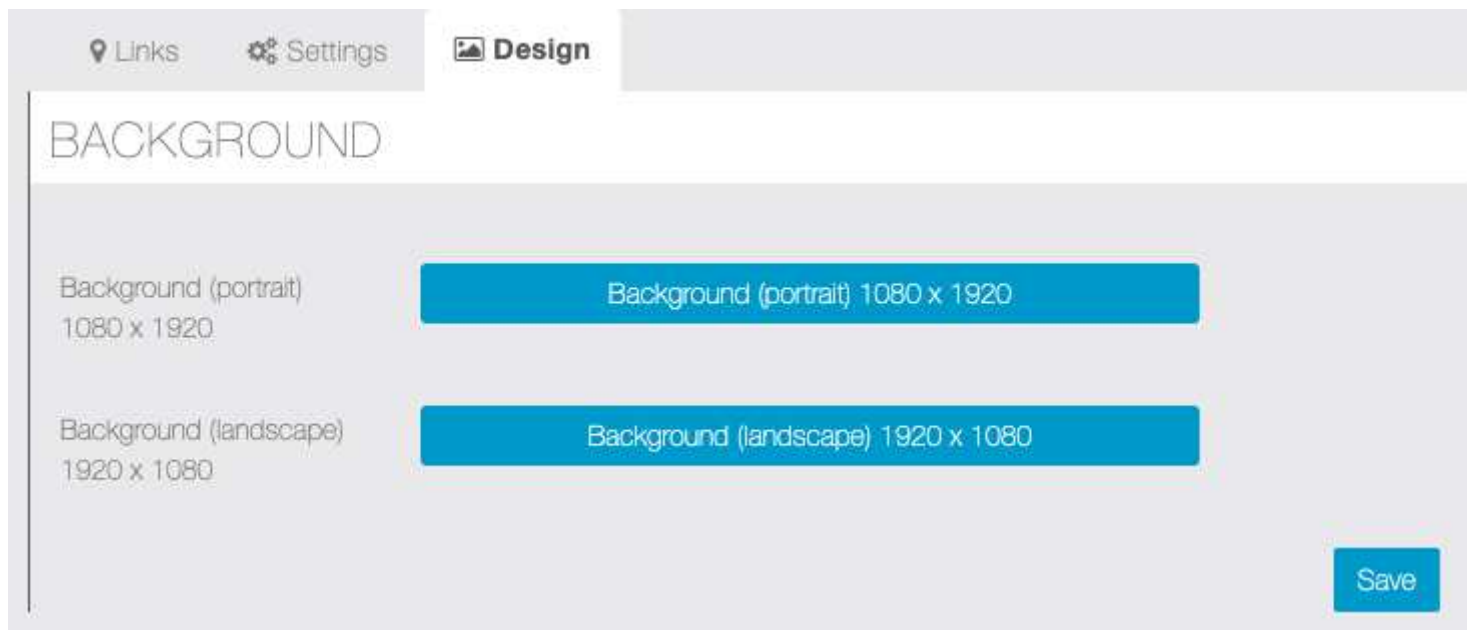 Links Settings Design
BACKGROUND
Background (portrait)
1080 x 1920
Background (portrait) 1080 x 1920
Background (landscape)
1920 x 1080
Background (landscape) 1920 x 1080
Save